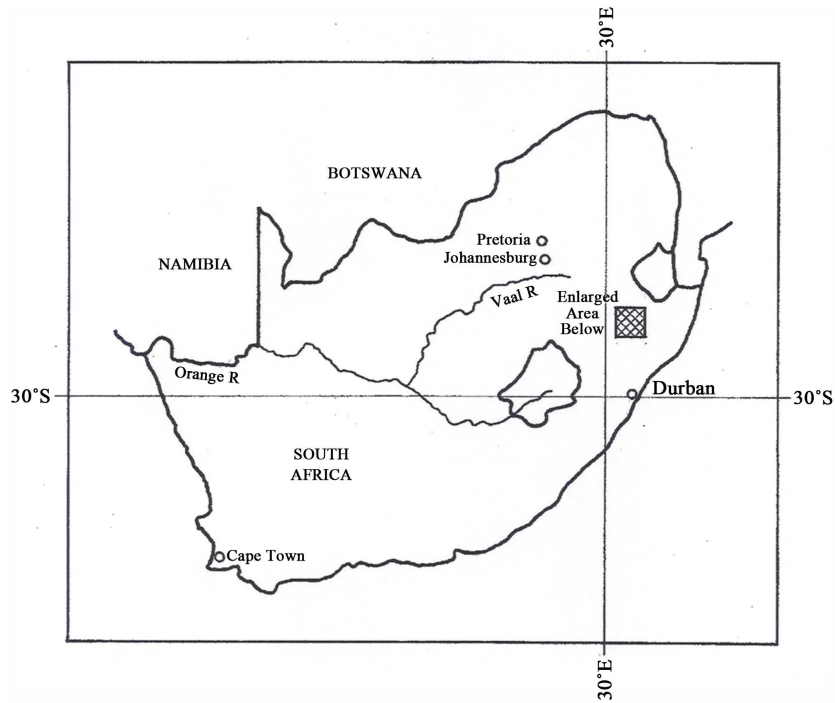 30°E
BOTSWANA
Pretoria
Johannesburg
NAMIBIA
Vaal R
Enlarged
Area
Below
Orange R
Durban
30°S
30°S
SOUTH
AFRICA
Cape Town
30°E